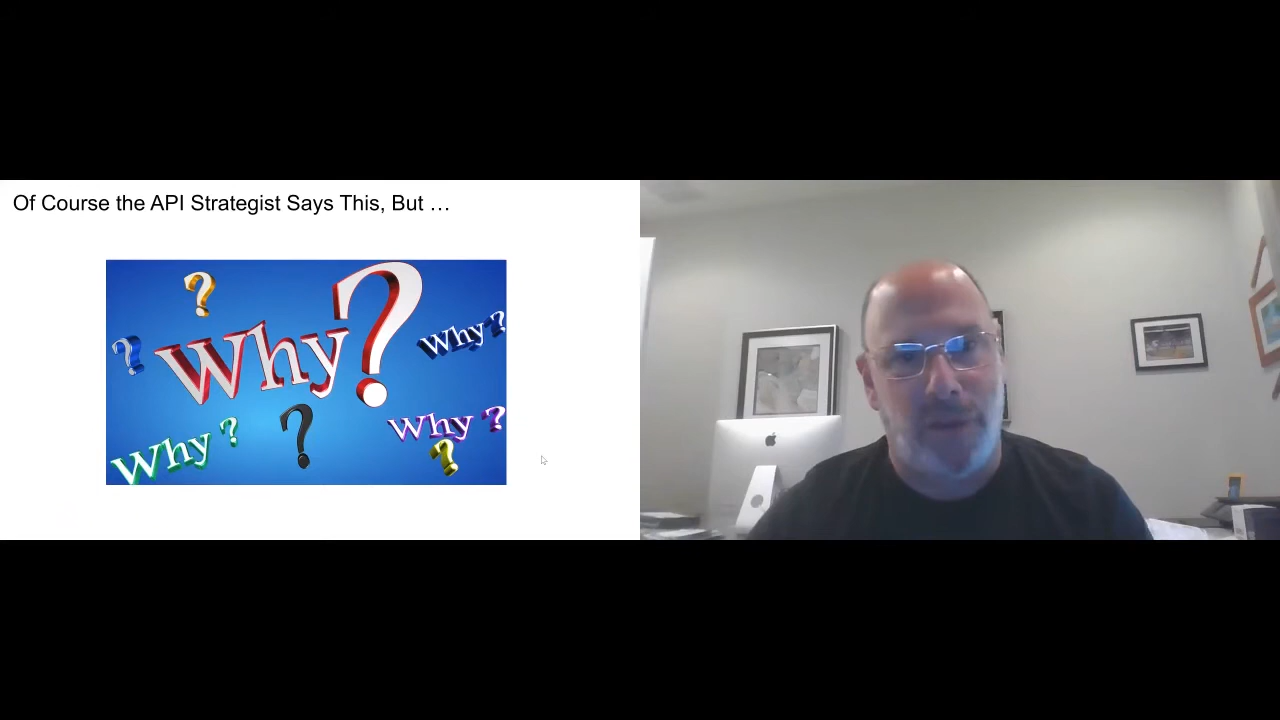 Of Course the API Strategist Says This, But …
?
Why?
?
Why?
Why?
?
Why ?
?